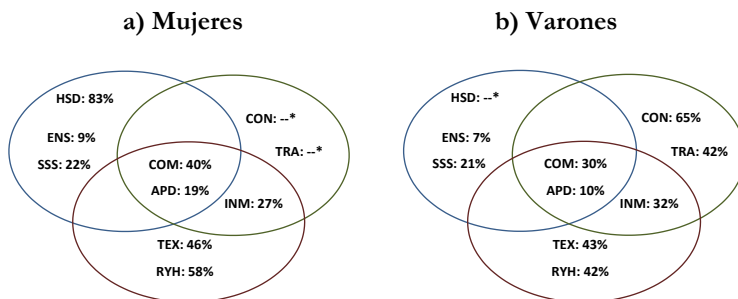 a) Mujeres
HSD: 83%
CON: --*
ENS: 9%
TRA: --*
SSS: 22%
COM: 40%
APD: 19%
INM: 27%
TEX: 46%
RYH: 58%
b) Varones
HSD: --*
CON: 65%
ENS: 7%
TRA: 42%
SSS: 21%
COM: 30%
APD: 10%
INM: 32%
TEX: 43%
RYH: 42%